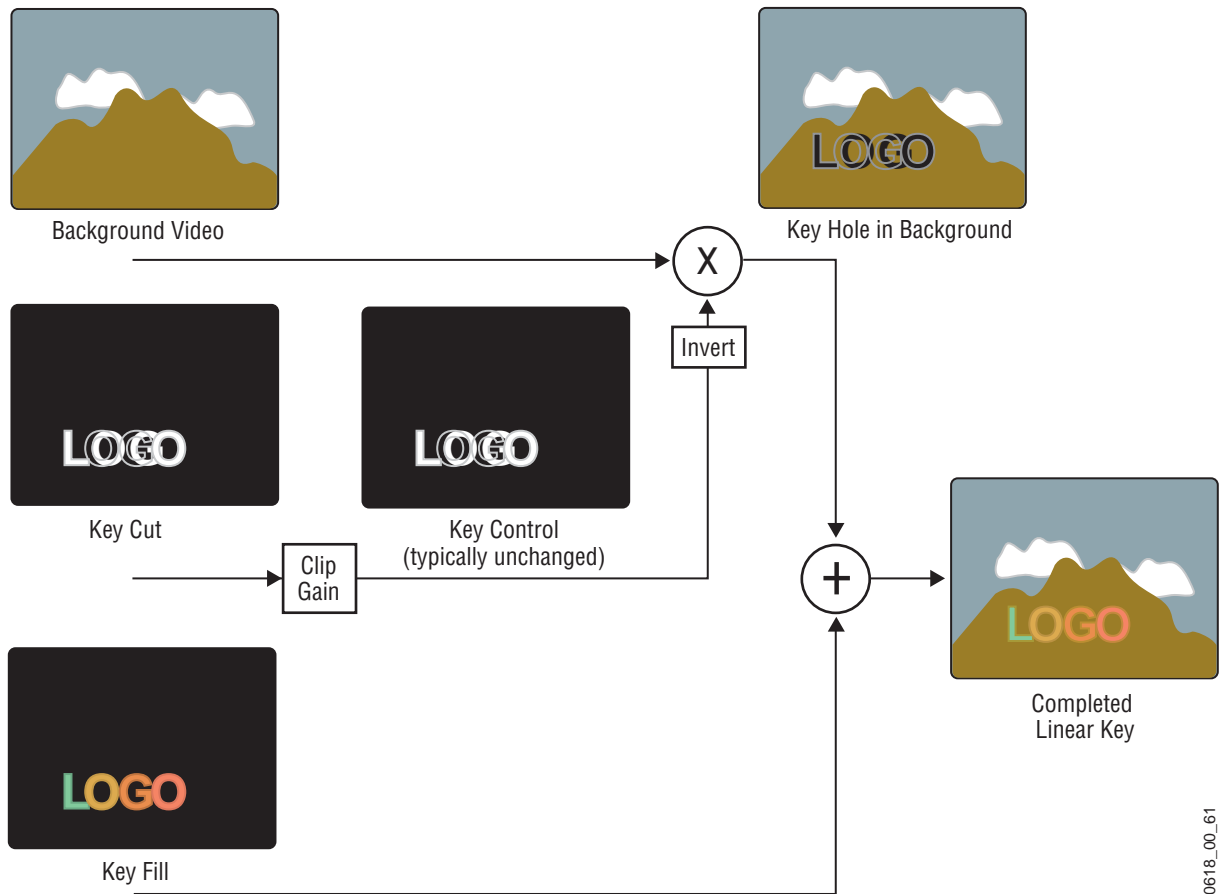 LOGO
Background Video
Key Hole in Background
X
Invert
LOGO
LOGO
Key Cut
Key Control
(typically unchanged)
Clip
Gain
+
LOGO
Completed
Linear Key
LOGO
Key Fill
0618_00_61